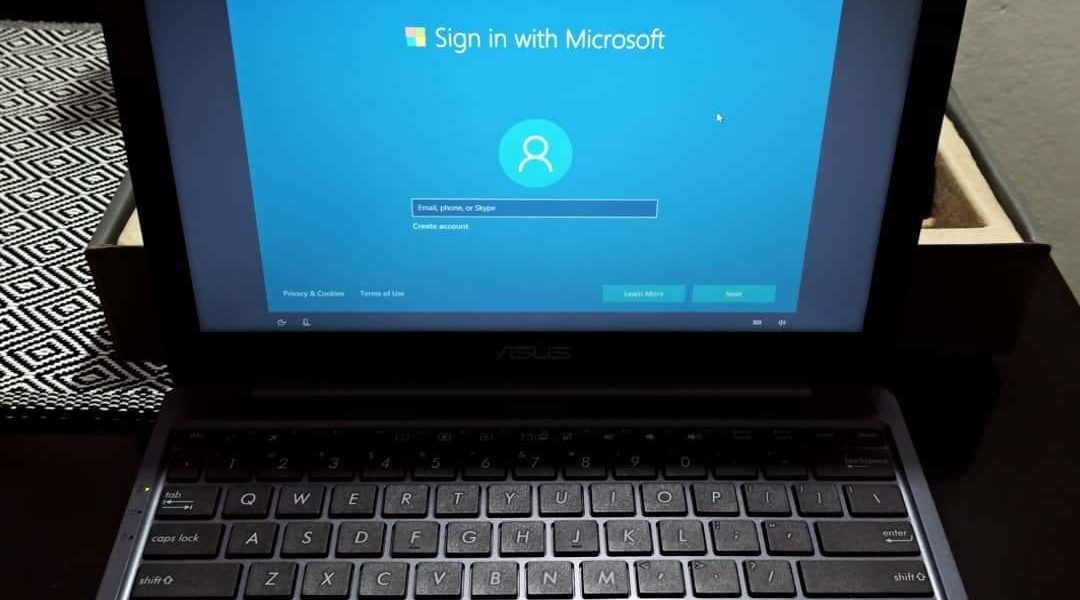 Sign in with Microsoft
Email, phone, or Skype
Create account
Privacy & Cookies Terms of Use Learn More Next
ASUS
1 2 3 4 5 6 7 8 9 0 backspace
tab Q W E R T Y U I O P [ ] \
caps lock A S D F G H J K L ; ' enter
shift Z X C V B N M , . / shift